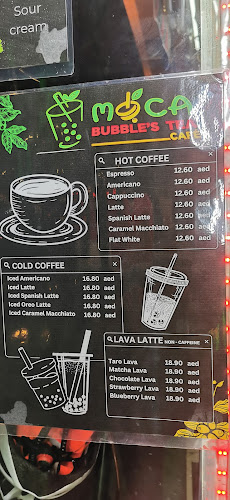 Sour
cream
MOCA
BUBBLE'S TEA
CAFE
HOT COFFEE
Espresso 12.60 aed
Americano 12.60 aed
Cappuccino 12.60 aed
Latte 12.60 aed
Spanish Latte 12.60 aed
Caramel Macchiato 12.60 aed
Flat White 12.60 aed
COLD COFFEE
Iced Americano 16.80 aed
Iced Latte 16.80 aed
Iced Spanish Latte 16.80 aed
Iced Oreo Latte 16.80 aed
Iced Caramel Macchiato 16.80 aed
LAVA LATTE NON - CAFFEINE
Taro Lava 18.90 aed
Matcha Lava 18.90 aed
Chocolate Lava 18.90 aed
Strawberry Lava 18.90 aed
Blueberry Lava 18.90 aed